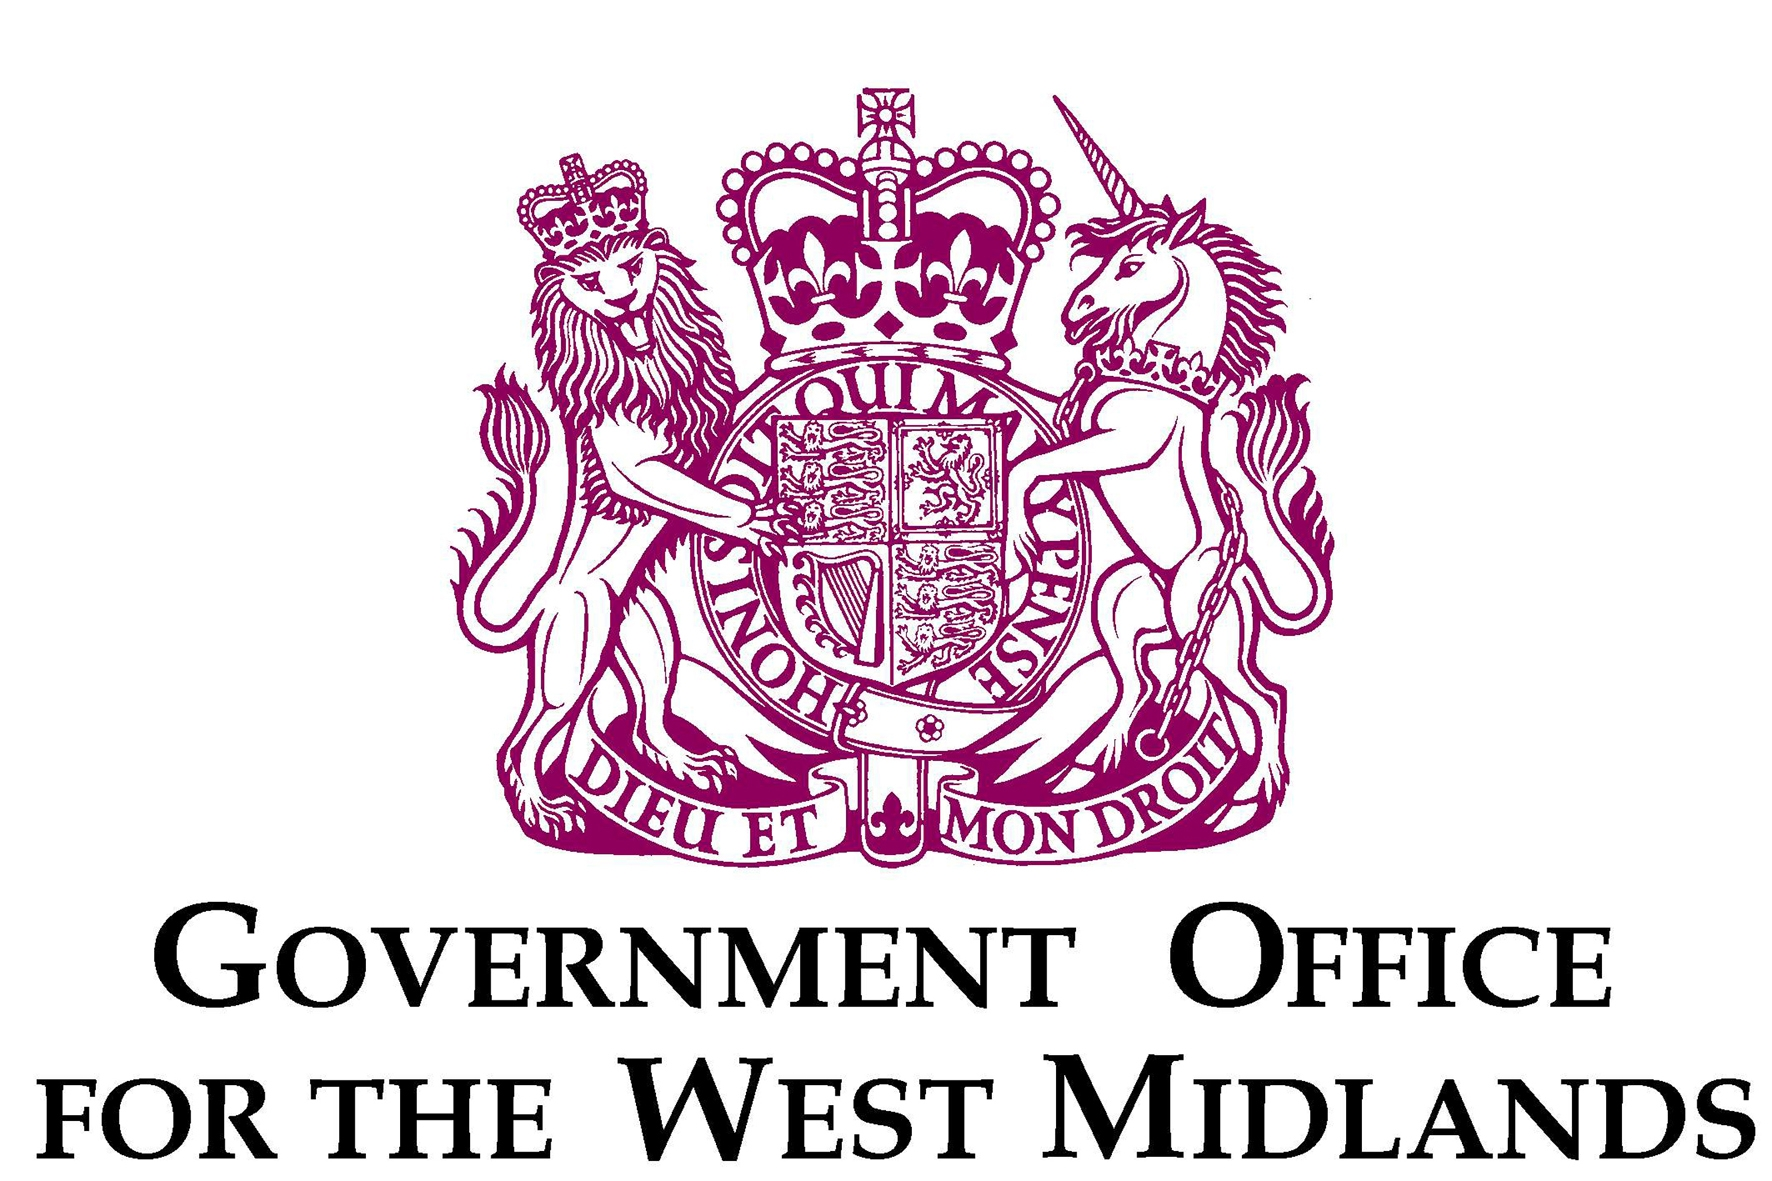 HONI SOIT QUI MAL Y PENSE
DIEU ET MON DROIT
GOVERNMENT OFFICE
FOR THE WEST MIDLANDS